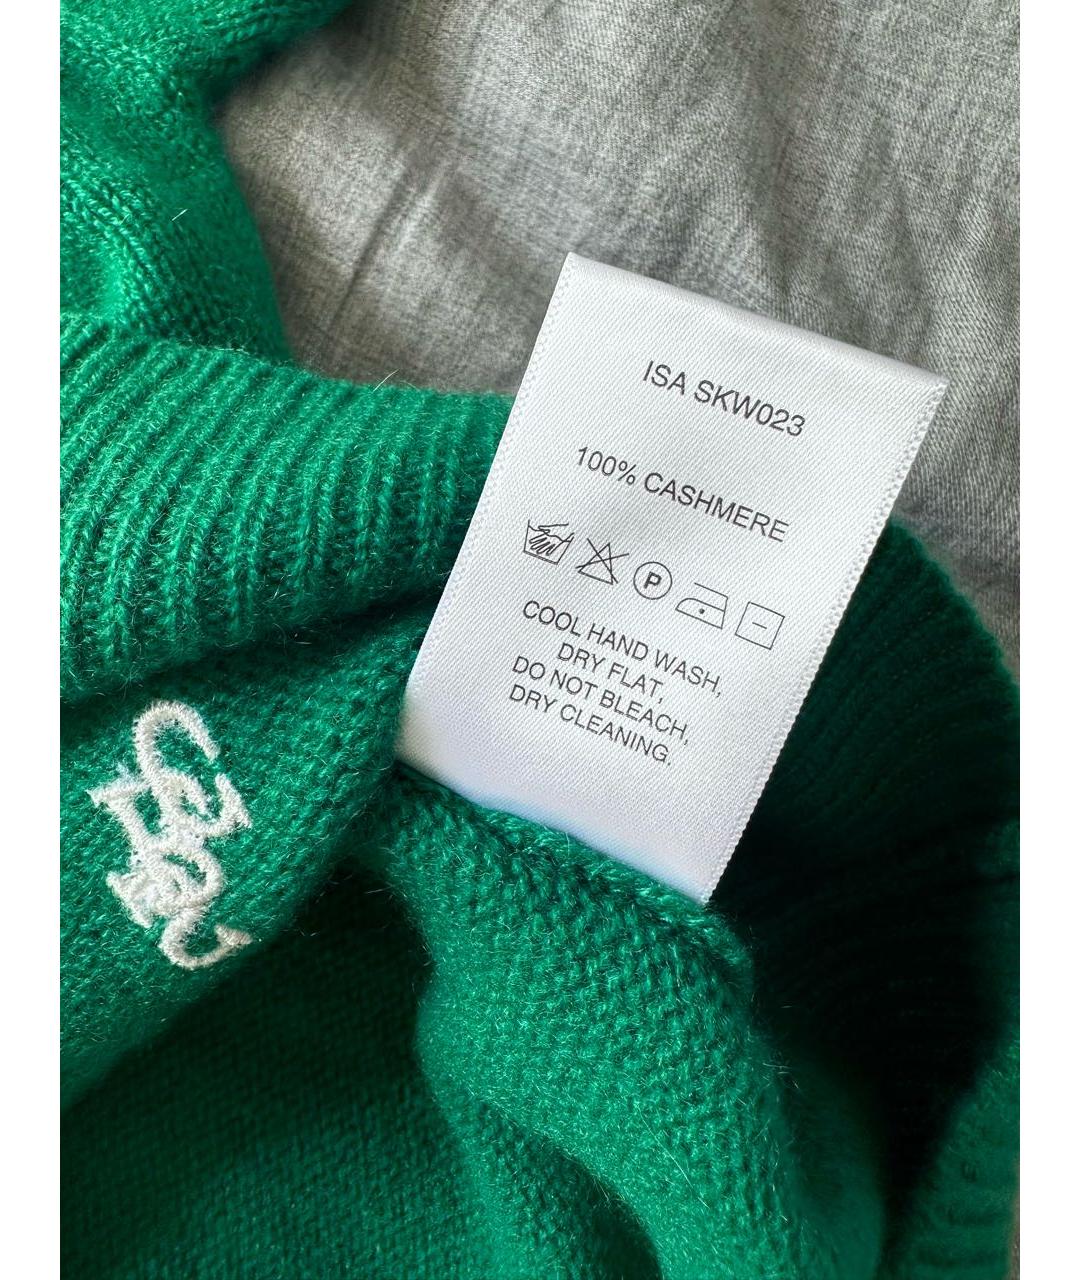 ISA SKW023
100% CASHMERE
P
COOL HAND WASH,
DRY FLAT,
DO NOT BLEACH,
DRY CLEANING.